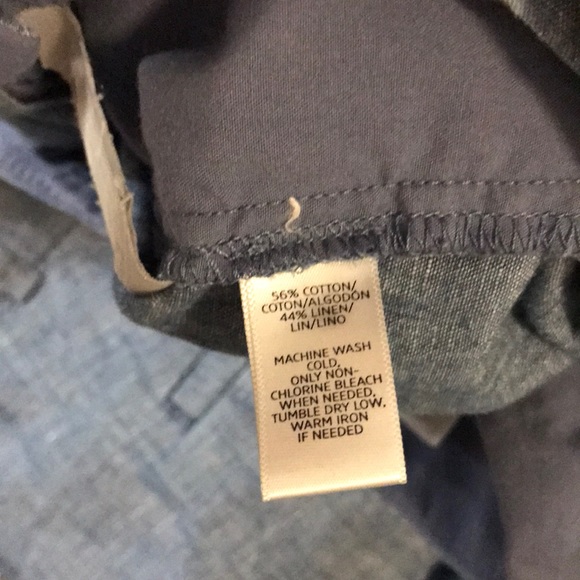 56% COTTON/
COTON/ALGODÓN
44% LINEN/
LIN/LINO
MACHINE WASH
COLD,
ONLY NON-
CHLORINE BLEACH
WHEN NEEDED,
TUMBLE DRY LOW.
WARM IRON
IF NEEDED